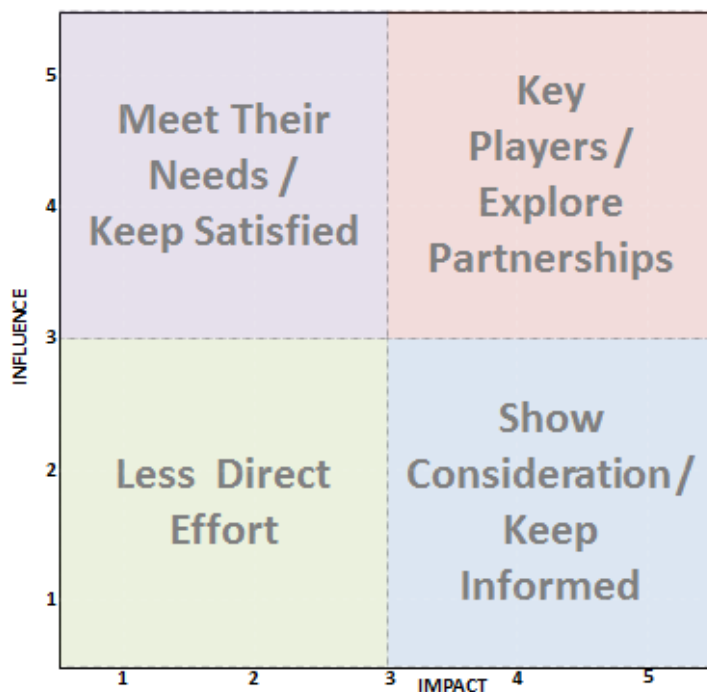 5
Meet Their
Needs /
Keep Satisfied
Key
Players /
Explore
Partnerships
4
INFLUENCE
3
2
Less Direct
Effort
Show
Consideration /
Keep
Informed
1
1 2 3 4 5
IMPACT